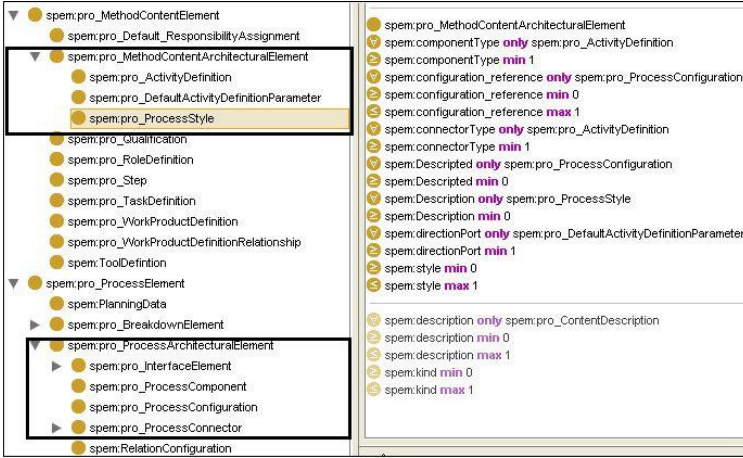 spem:pro_MethodContentElement
spem:pro_Default_ResponsibilityAssignment
spem:pro_MethodContentArchitecturalElement
spem:pro_ActivityDefinition
spem:pro_DefaultActivityDefinitionParameter
spem:pro_ProcessStyle
spem:pro_Qualification
spem:pro_RoleDefinition
spem:pro_Step
spem:pro_TaskDefinition
spem:pro_WorkProductDefinition
spem:pro_WorkProductDefinitionRelationship
spem:ToolDefintion
spem:pro_ProcessElement
spem:PlanningData
spem:pro_BreakdownElement
spem:pro_ProcessArchitecturalElement
spem:pro_InterfaceElement
spem:pro_ProcessComponent
spem:pro_ProcessConfiguration
spem:pro_ProcessConnector
spem:RelationConfiguration
spem:pro_MethodContentArchitecturalElement
spem:componentType only spem:pro_ActivityDefinition
spem:componentType min 1
spem:configuration_reference only spem:pro_ProcessConfiguration
spem:configuration_reference min 0
spem:configuration_reference max 1
spem:connectorType only spem:pro_ActivityDefinition
spem:connectorType min 1
spem:Descripted only spem:pro_ProcessConfiguration
spem:Descripted min 0
spem:Description only spem:pro_ProcessStyle
spem:Description min 0
spem:directionPort only spem:pro_DefaultActivityDefinitionParameter
spem:directionPort min 1
spem:style min 0
spem:style max 1
spem:description only spem:pro_ContentDescription
spem:description min 0
spem:description max 1
spem:kind min 0
spem:kind max 1